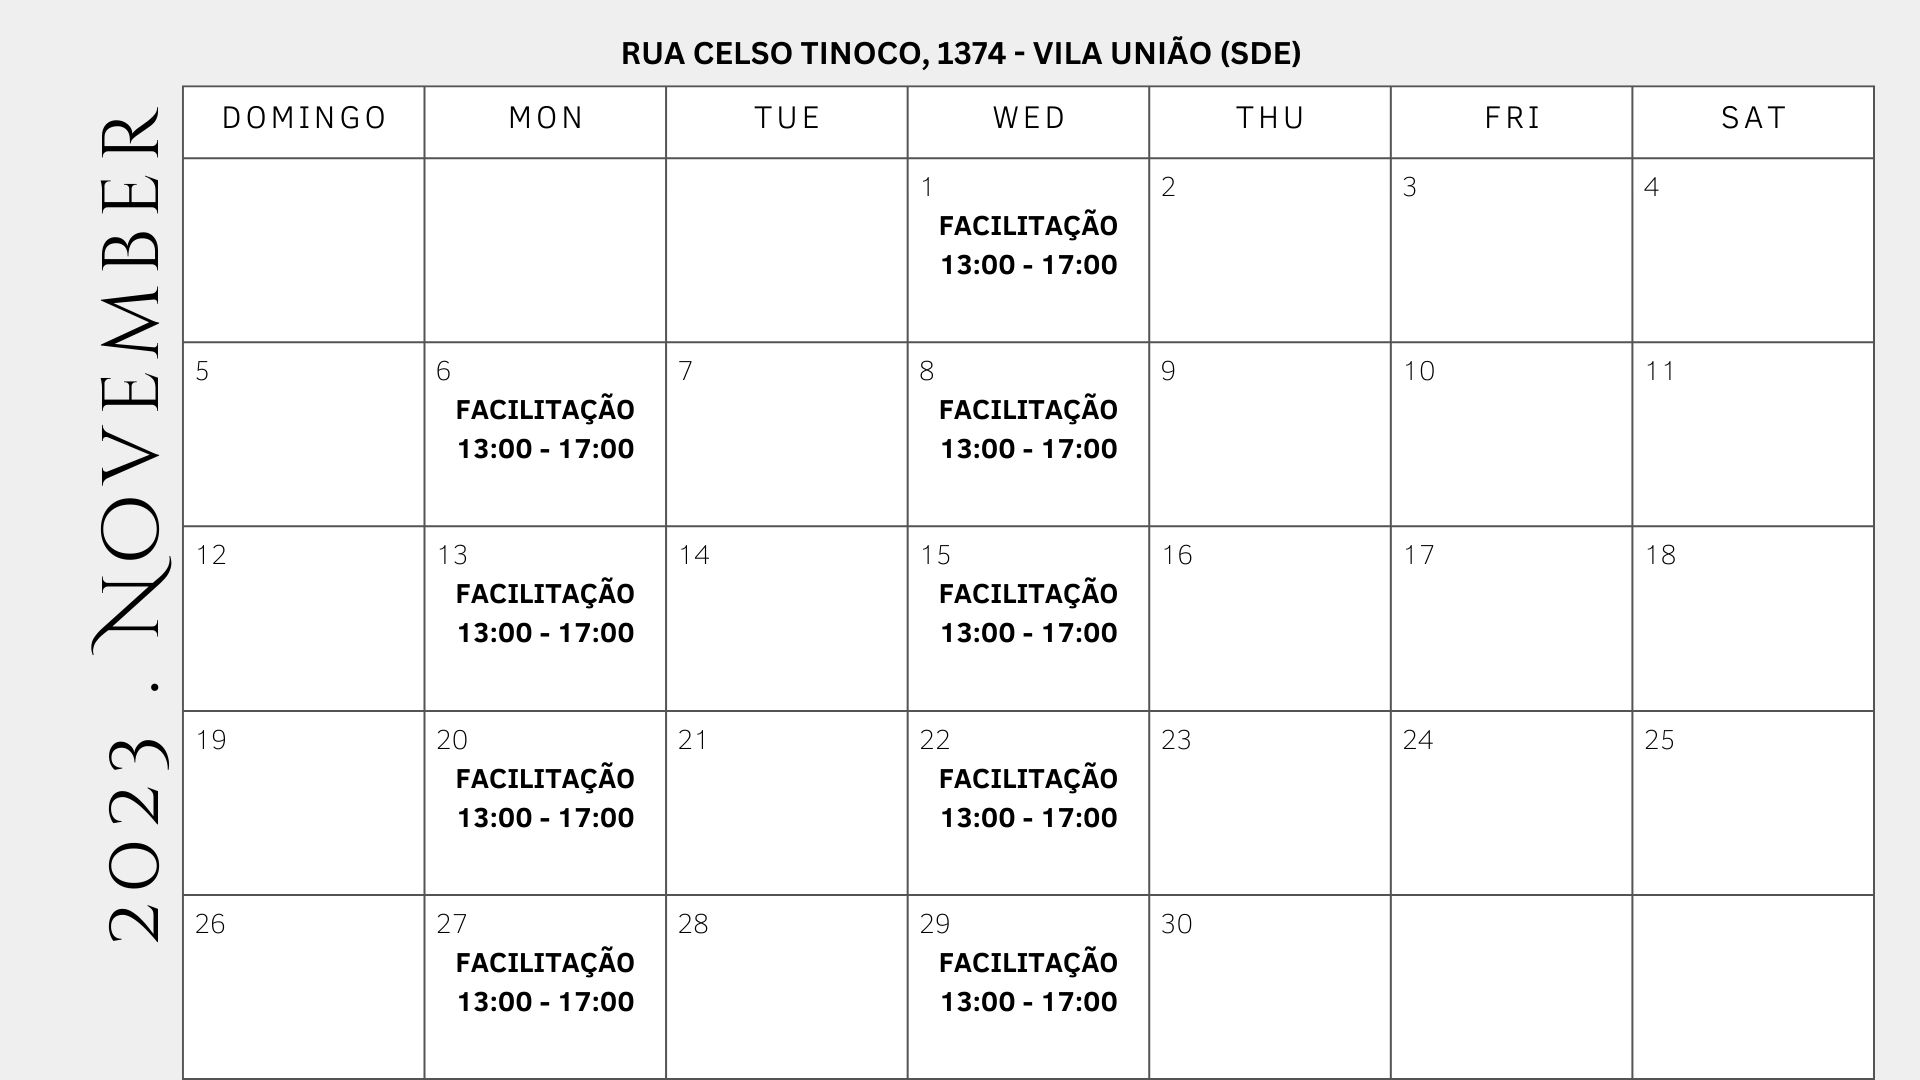 RUA CELSO TINOCO, 1374 - VILA UNIÃO (SDE)
2023 . NOVEMBER
DOMINGO MON TUE WED THU FRI SAT
1 2 3 4
FACILITAÇÃO
13:00 - 17:00
5 6 7 8 9 10 11
FACILITAÇÃO FACILITAÇÃO
13:00 - 17:00 13:00 - 17:00
12 13 14 15 16 17 18
FACILITAÇÃO FACILITAÇÃO
13:00 - 17:00 13:00 - 17:00
19 20 21 22 23 24 25
FACILITAÇÃO FACILITAÇÃO
13:00 - 17:00 13:00 - 17:00
26 27 28 29 30
FACILITAÇÃO FACILITAÇÃO
13:00 - 17:00 13:00 - 17:00